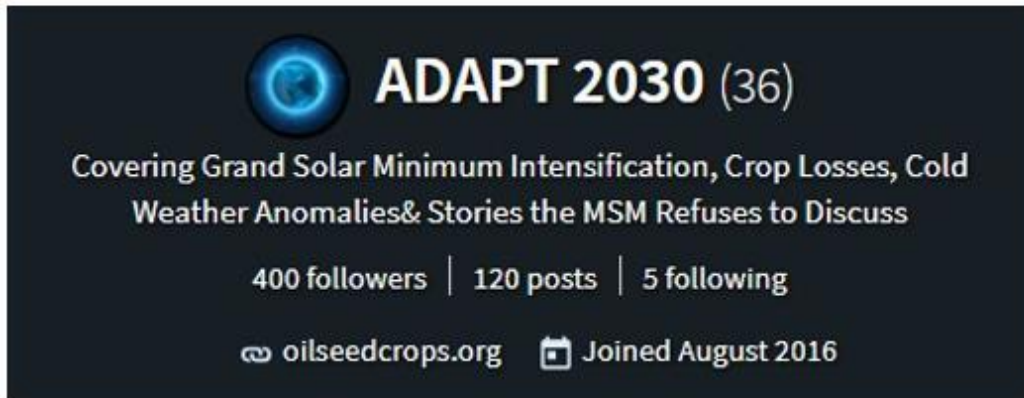 ADAPT 2030 (36)
Covering Grand Solar Minimum Intensification, Crop Losses, Cold
Weather Anomalies& Stories the MSM Refuses to Discuss
400 followers | 120 posts | 5 following
oilseedcrops.org Joined August 2016